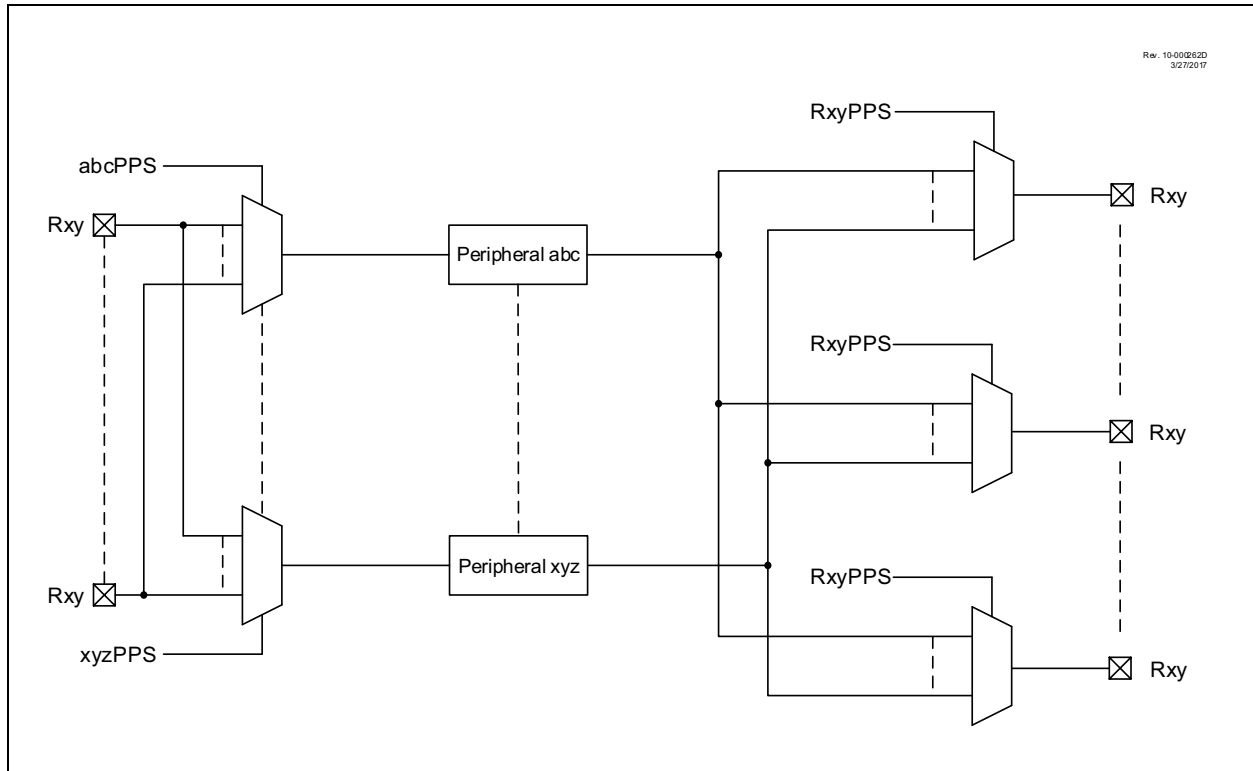 Rev. 10-000262D
3/27/2017
RxyPPS
abcPPS
Rxy
Rxy
Peripheral abc
RxyPPS
Rxy
Peripheral xyz
RxyPPS
Rxy
xyzPPS
Rxy